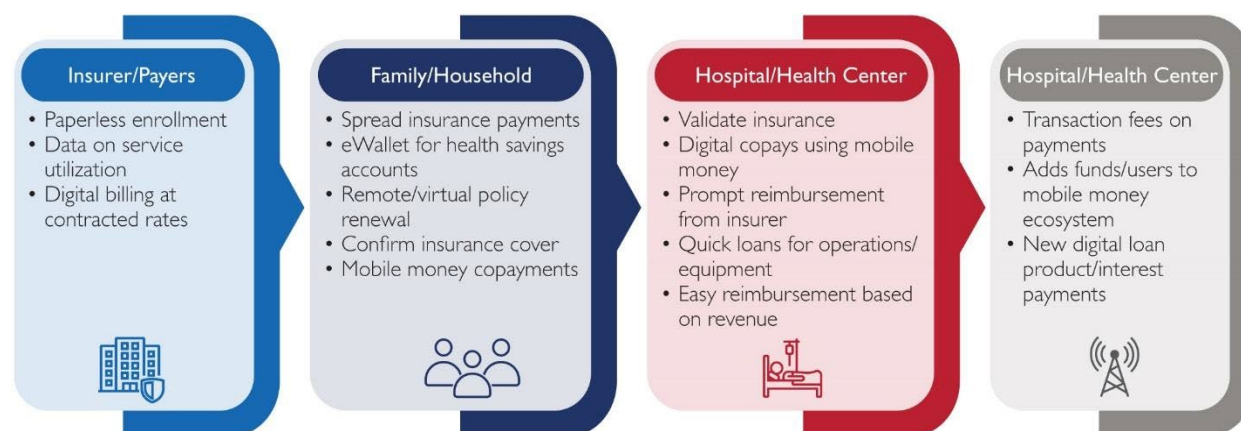 Insurer/Payers
• Paperless enrollment
• Data on service
utilization
• Digital billing at
contracted rates
Family/Household
• Spread insurance payments
• eWallet for health savings
accounts
• Remote/virtual policy
renewal
• Confirm insurance cover
• Mobile money copayments
Hospital/Health Center
• Validate insurance
• Digital copays using mobile
money
• Prompt reimbursement
from insurer
• Quick loans for operations/
equipment
• Easy reimbursement based
on revenue
Hospital/Health Center
• Transaction fees on
payments
• Adds funds/users to
mobile money
ecosystem
• New digital loan
product/interest
payments